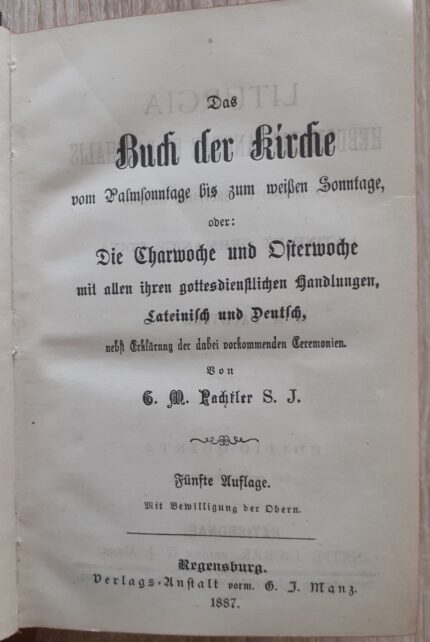 Das
Buch der Kirche
vom Palmsonntage bis zum weißen Sonntage,
oder:
Die Charwoche und Osterwoche
mit allen ihren gottesdienstlichen Handlungen,
Lateinisch und Deutsch,
nebst Erklärung der dabei vorkommenden Ceremonien.
Von
G. M. Pachtler S. J.
Fünfte Auflage.
Mit Bewilligung der Obern.
Regensburg.
Verlags-Anstalt vorm. G. J. Manz.
1887.